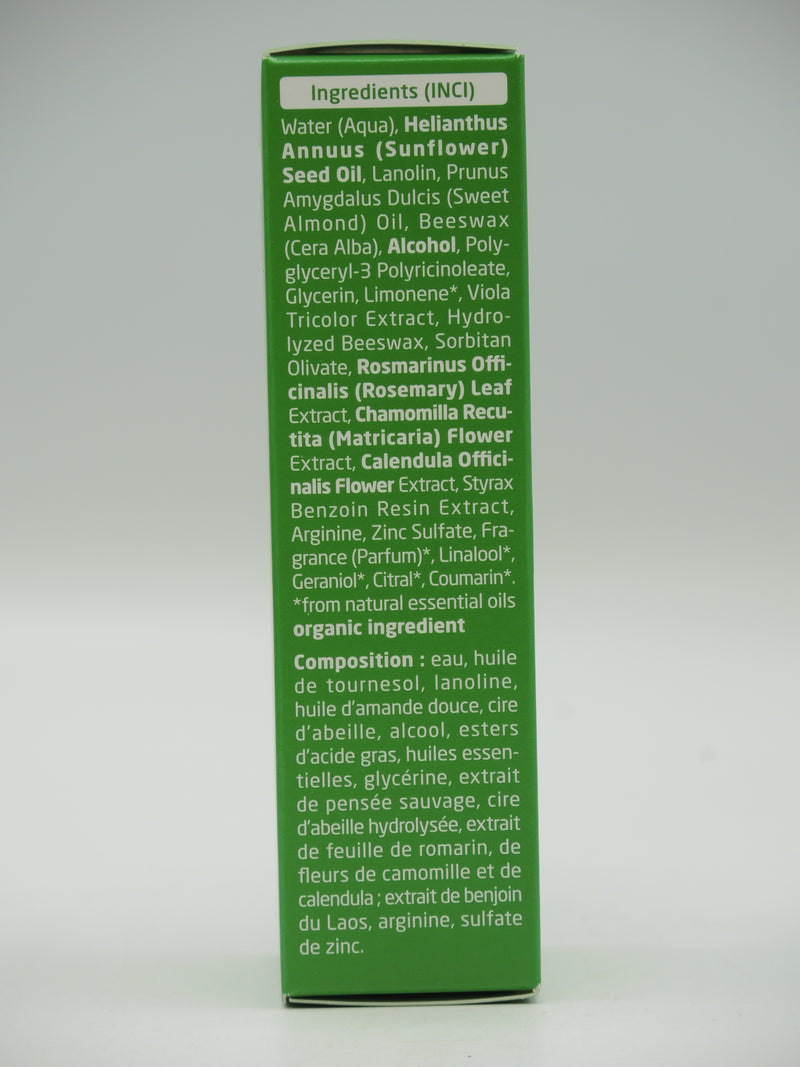 Ingredients (INCI)
Water (Aqua), Helianthus
Annuus (Sunflower)
Seed Oil, Lanolin, Prunus
Amygdalus Dulcis (Sweet
Almond) Oil, Beeswax
(Cera Alba), Alcohol, Poly-
glyceryl-3 Polyricinoleate,
Glycerin, Limonene*, Viola
Tricolor Extract, Hydro-
lyzed Beeswax, Sorbitan
Olivate, Rosmarinus Offi-
cinalis (Rosemary) Leaf
Extract, Chamomilla Recu-
tita (Matricaria) Flower
Extract, Calendula Offici-
nalis Flower Extract, Styrax
Benzoin Resin Extract,
Arginine, Zinc Sulfate, Fra-
grance (Parfum)*, Linalool*,
Geraniol*, Citral*, Coumarin*.
*from natural essential oils
organic ingredient
Composition : eau, huile
de tournesol, lanoline,
huile d'amande douce, cire
d'abeille, alcool, esters
d'acide gras, huiles essen-
tielles, glycérine, extrait
de pensée sauvage, cire
d'abeille hydrolysée, extrait
de feuille de romarin, de
fleurs de camomille et de
calendula ; extrait de benjoin
du Laos, arginine, sulfate
de zinc.